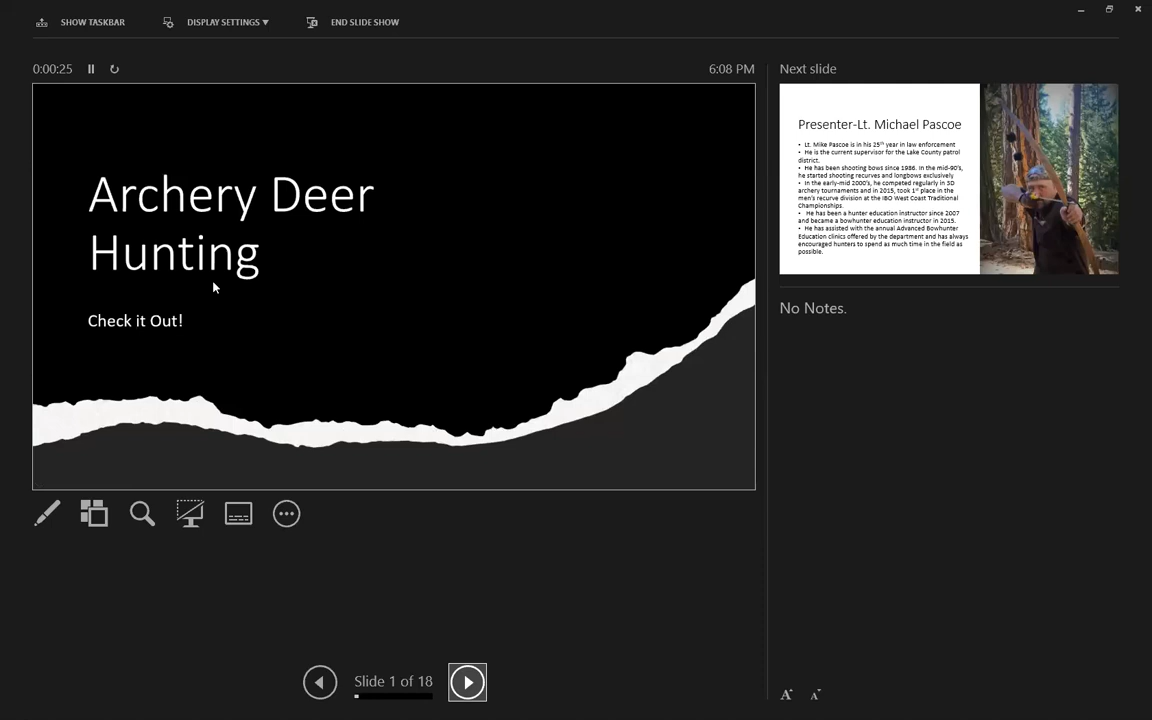 SHOW TASKBAR
DISPLAY SETTINGS ▼
END SLIDE SHOW
0:00:25
6:08 PM
Next slide
Archery Deer
Hunting
Check it Out!
Presenter-Lt. Michael Pascoe
• Lt. Mike Pascoe is in his 25th year in law enforcement
• He is the current supervisor for the Lake County patrol
district.
• He has been shooting bows since 1986. In the mid-90's,
he started shooting recurves and longbows exclusively
• In the early-mid 2000's, he competed regularly in 3D
archery tournaments and in 2015, took 1st place in the
men's recurve division at the IBO West Coast Traditional
Championships.
• He has been a hunter education instructor since 2007
and became a bowhunter education instructor in 2015.
• He has assisted with the annual Advanced Bowhunter
Education clinics offered by the department and has always
encouraged hunters to spend as much time in the field as
possible.
No Notes.
Slide 1 of 18
A A